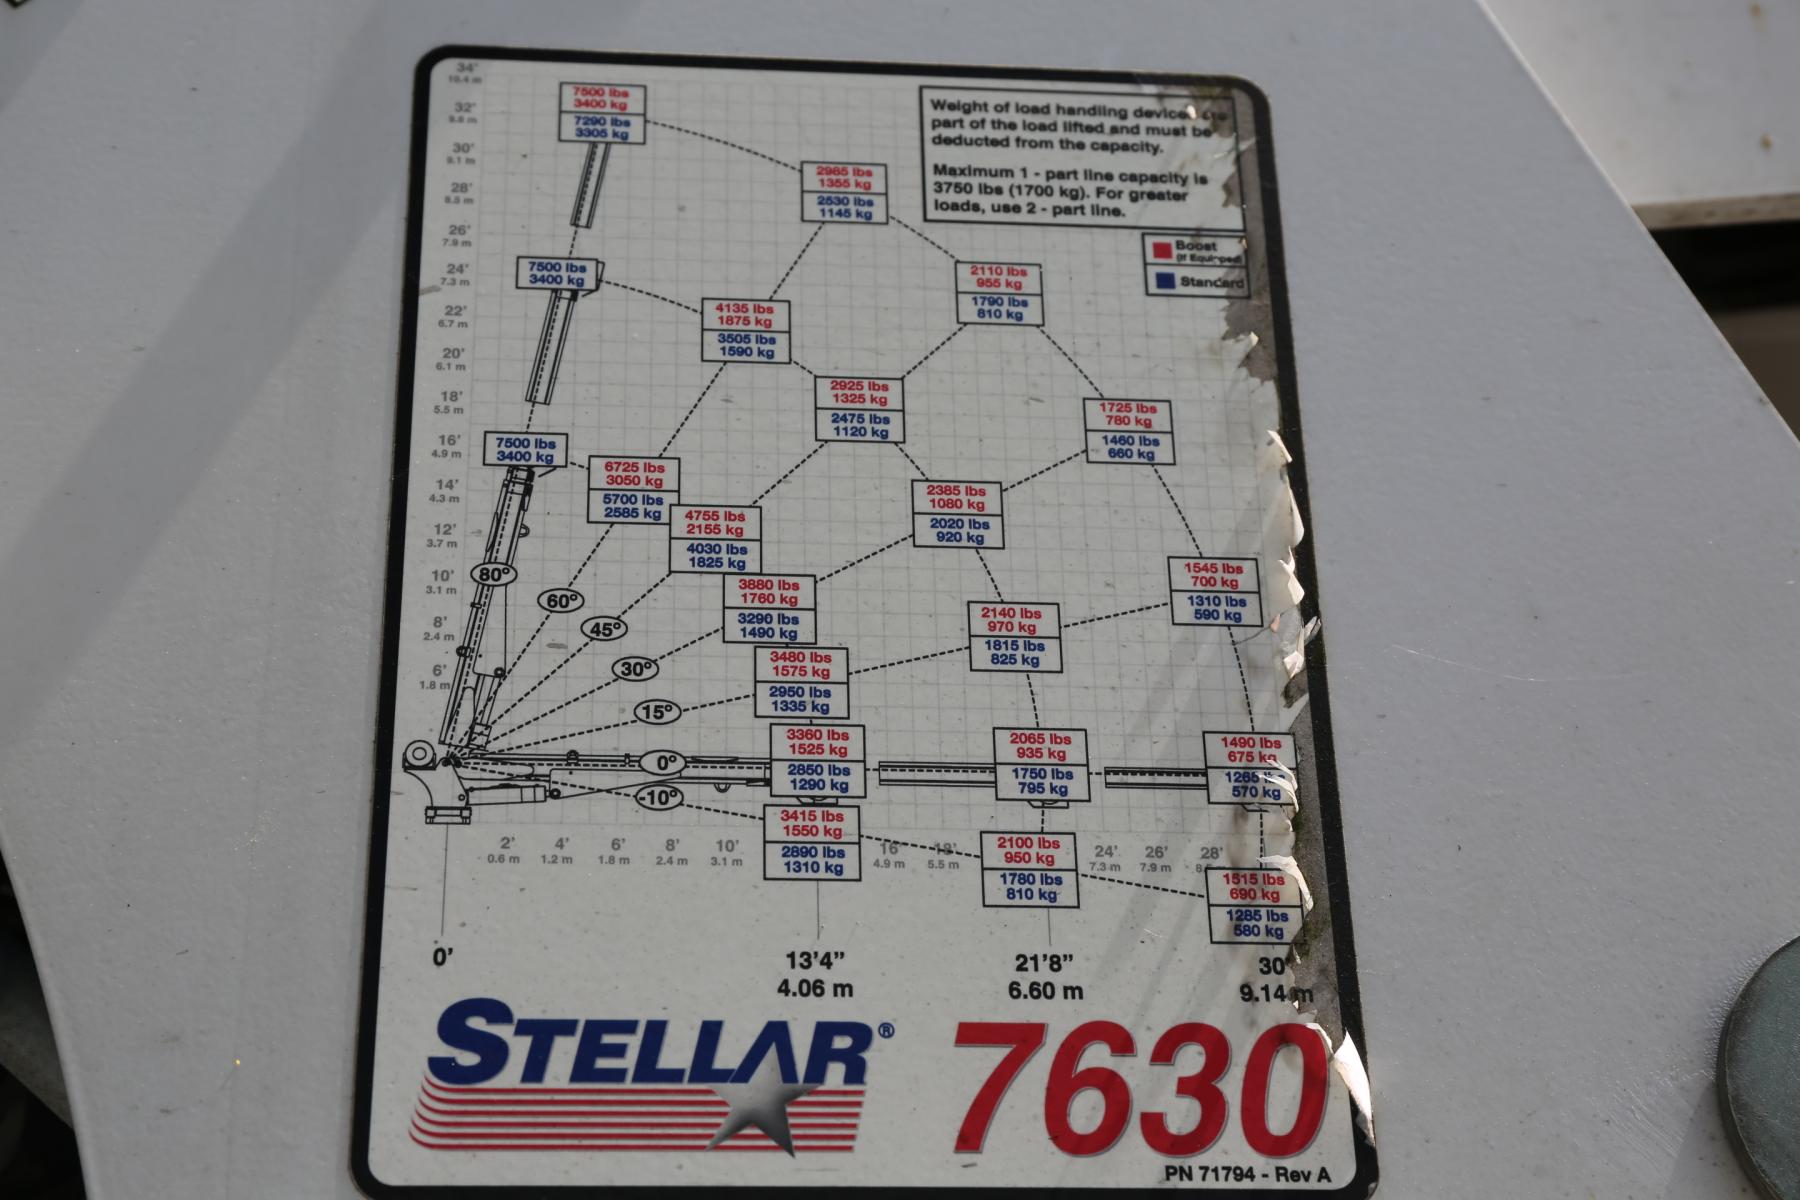 34'
10.4 m
32'
9.8 m
30'
9.1 m
28'
8.5 m
26'
7.9 m
24'
7.3 m
22'
6.7 m
20'
6.1 m
18'
5.5 m
16'
4.9 m
14'
4.3 m
12'
3.7 m
10'
3.1 m
8'
2.4 m
6'
1.8 m
7500 lbs
3400 kg
7290 lbs
3305 kg
2985 lbs
1355 kg
2530 lbs
1145 kg
Weight of load handling devices are
part of the load lifted and must be
deducted from the capacity.
Maximum 1 - part line capacity is
3750 lbs (1700 kg). For greater
loads, use 2 - part line.
Boost
(If Equipped)
Standard
7500 lbs
3400 kg
2110 lbs
955 kg
1790 lbs
810 kg
4135 lbs
1875 kg
3505 lbs
1590 kg
2925 lbs
1325 kg
2475 lbs
1120 kg
1725 lbs
780 kg
1460 lbs
660 kg
7500 lbs
3400 kg
6725 lbs
3050 kg
5700 lbs
2585 kg
4755 lbs
2155 kg
4030 lbs
1825 kg
2385 lbs
1080 kg
2020 lbs
920 kg
3880 lbs
1760 kg
3290 lbs
1490 kg
1545 lbs
700 kg
1310 lbs
590 kg
2140 lbs
970 kg
1815 lbs
825 kg
3480 lbs
1575 kg
2950 lbs
1335 kg
80°
60°
45°
30°
15°
0°
-10°
3360 lbs
1525 kg
2850 lbs
1290 kg
2065 lbs
935 kg
1750 lbs
795 kg
1490 lbs
675 kg
1265 lbs
570 kg
3415 lbs
1550 kg
2890 lbs
1310 kg
2100 lbs
950 kg
1780 lbs
810 kg
1515 lbs
690 kg
1285 lbs
580 kg
2' 4' 6' 8' 10' 16' 18' 24' 26' 28'
0.6 m 1.2 m 1.8 m 2.4 m 3.1 m 4.9 m 5.5 m 7.3 m 7.9 m
0' 13'4" 21'8" 30'
4.06 m 6.60 m 9.14 m
STELLAR® 7630
PN 71794 - Rev A